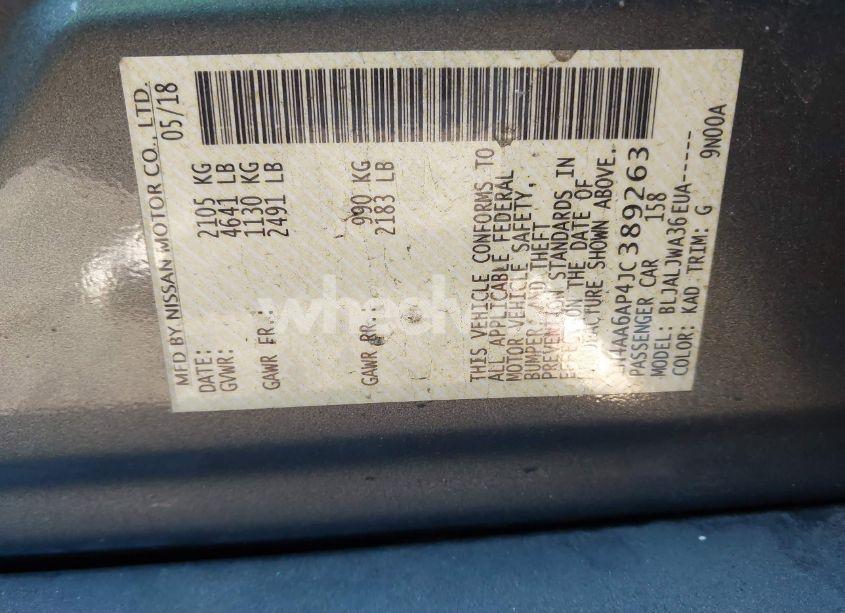 MFD BY NISSAN MOTOR CO., LTD.
DATE: 05/18
GVWR: 2105 KG
4641 LB
GAWR FR.: 1130 KG
2491 LB
GAWR RR.: 990 KG
2183 LB
THIS VEHICLE CONFORMS TO
ALL APPLICABLE FEDERAL
MOTOR VEHICLE SAFETY,
BUMPER AND THEFT
PREVENTION STANDARDS IN
EFFECT ON THE DATE OF
MANUFACTURE SHOWN ABOVE.
PASSENGER CAR 158
MODEL: BLJALJWA36EUA-----
COLOR: KAD TRIM: G 9N00A